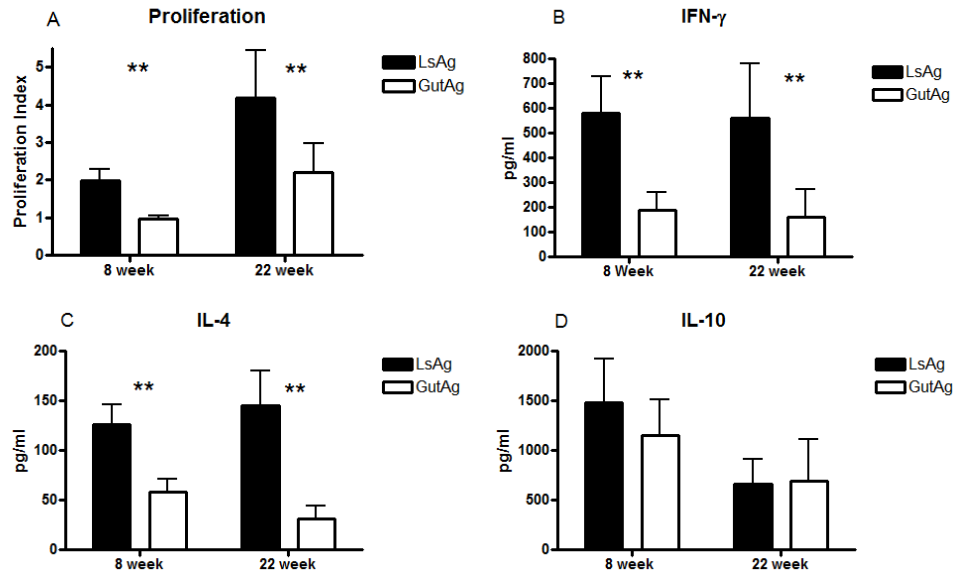 A
Proliferation
Proliferation Index
5
4
3
2
1
0
**
**
8 week
22 week
LsAg
GutAg
B
IFN-γ
pg/ml
800
700
600
500
400
300
200
100
000
**
**
8 Week
22 week
LsAg
GutAg
C
IL-4
pg/ml
200
150
100
50
0
**
**
8 week
22 week
LsAg
GutAg
D
IL-10
pg/ml
2000
1500
1000
500
0
8 week
22 week
LsAg
GutAg